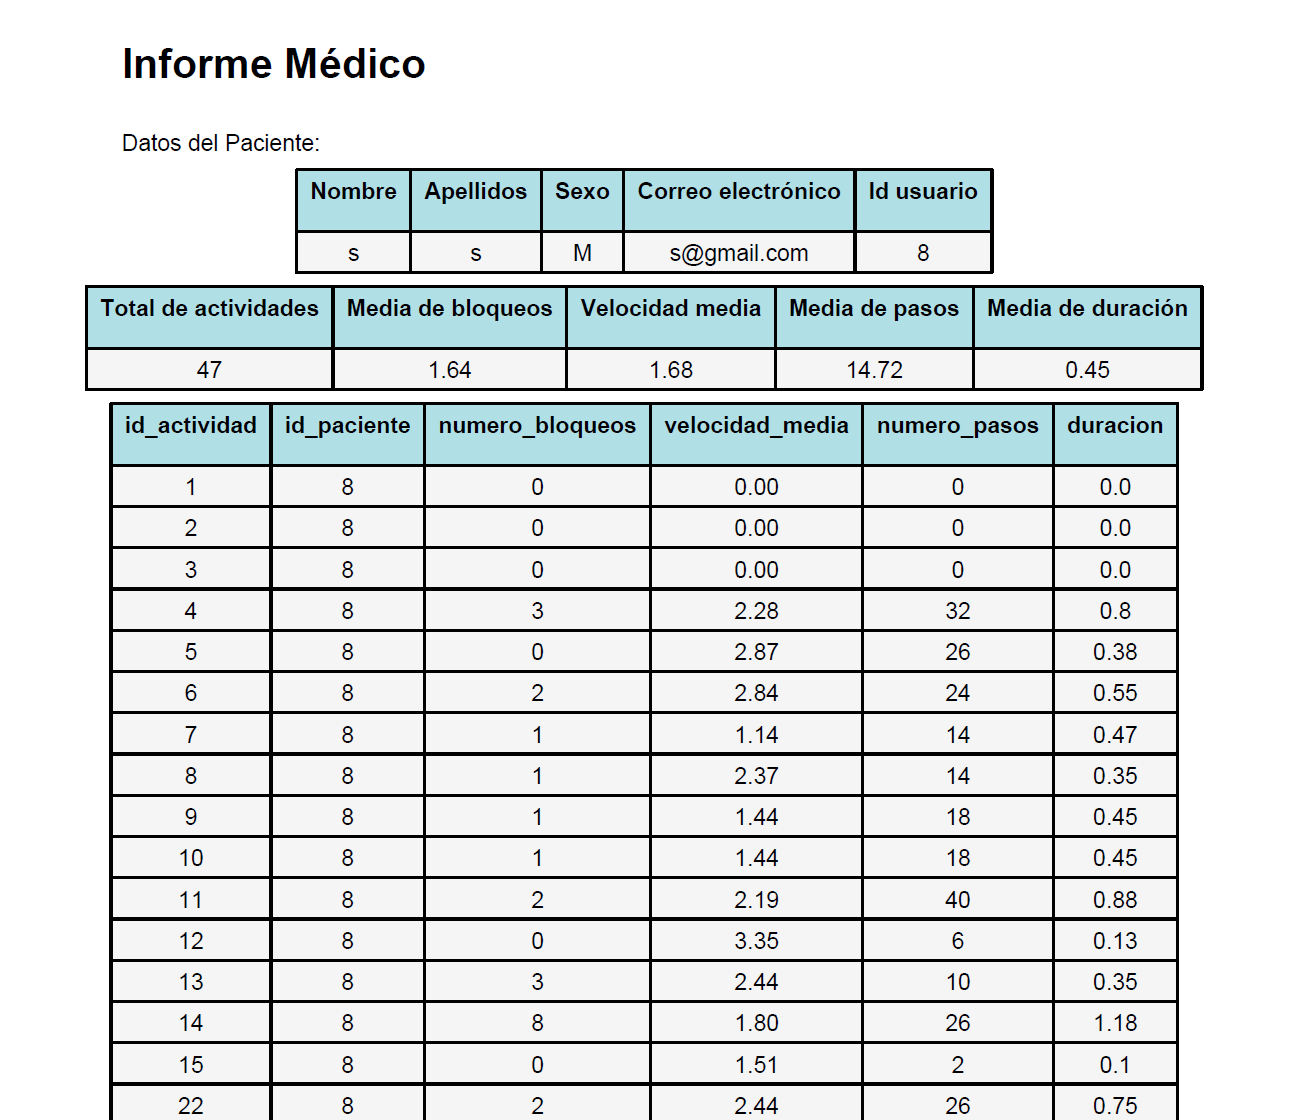 Informe Médico
Datos del Paciente:
Nombre Apellidos Sexo Correo electrónico Id usuario
s s M s@gmail.com 8
Total de actividades Media de bloqueos Velocidad media Media de pasos Media de duración
47 1.64 1.68 14.72 0.45
id_actividad id_paciente numero_bloqueos velocidad_media numero_pasos duracion
1 8 0 0.00 0 0.0
2 8 0 0.00 0 0.0
3 8 0 0.00 0 0.0
4 8 3 2.28 32 0.8
5 8 0 2.87 26 0.38
6 8 2 2.84 24 0.55
7 8 1 1.14 14 0.47
8 8 1 2.37 14 0.35
9 8 1 1.44 18 0.45
10 8 1 1.44 18 0.45
11 8 2 2.19 40 0.88
12 8 0 3.35 6 0.13
13 8 3 2.44 10 0.35
14 8 8 1.80 26 1.18
15 8 0 1.51 2 0.1
22 8 2 2.44 26 0.75